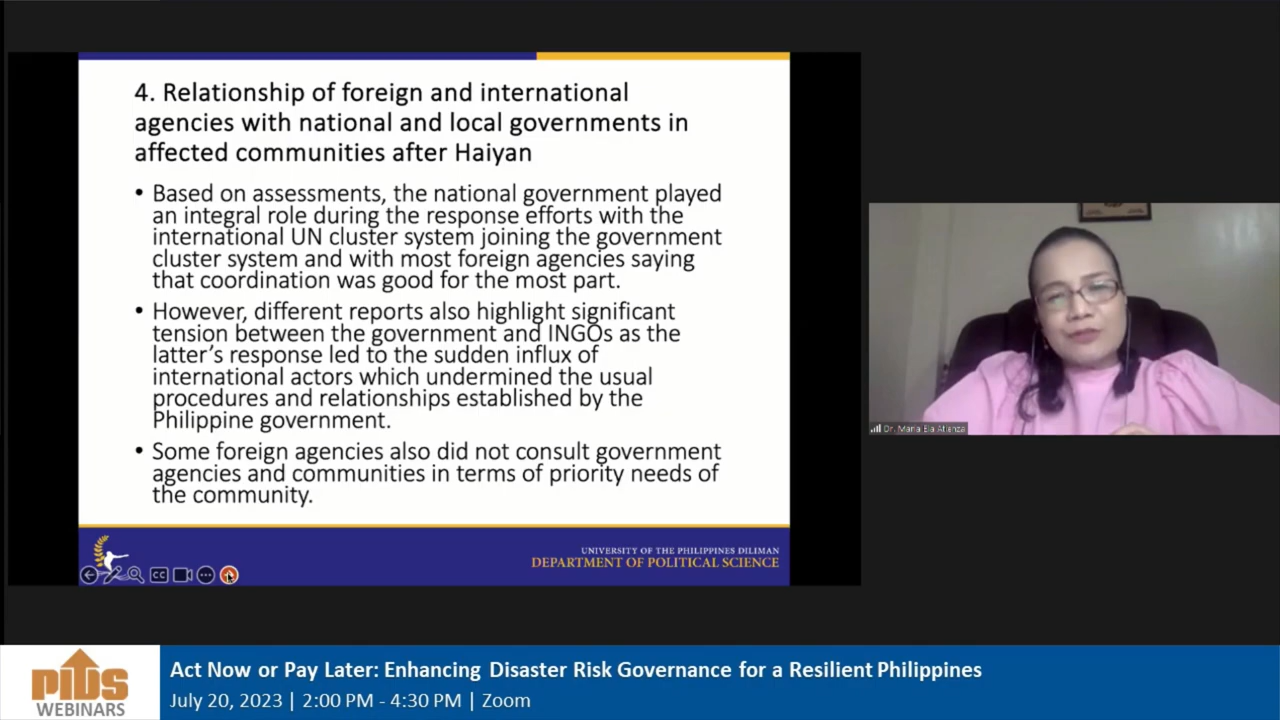 4. Relationship of foreign and international
agencies with national and local governments in
affected communities after Haiyan
• Based on assessments, the national government played
an integral role during the response efforts with the
international UN cluster system joining the government
cluster system and with most foreign agencies saying
that coordination was good for the most part.
• However, different reports also highlight significant
tension between the government and INGOs as the
latter's response led to the sudden influx of
international actors which undermined the usual
procedures and relationships established by the
Philippine government.
• Some foreign agencies also did not consult government
agencies and communities in terms of priority needs of
the community.
UNIVERSITY OF THE PHILIPPINES DILIMAN
DEPARTMENT OF POLITICAL SCIENCE
CC
Dr. Maria Ela Atienza
pids
WEBINARS
Act Now or Pay Later: Enhancing Disaster Risk Governance for a Resilient Philippines
July 20, 2023 | 2:00 PM - 4:30 PM | Zoom